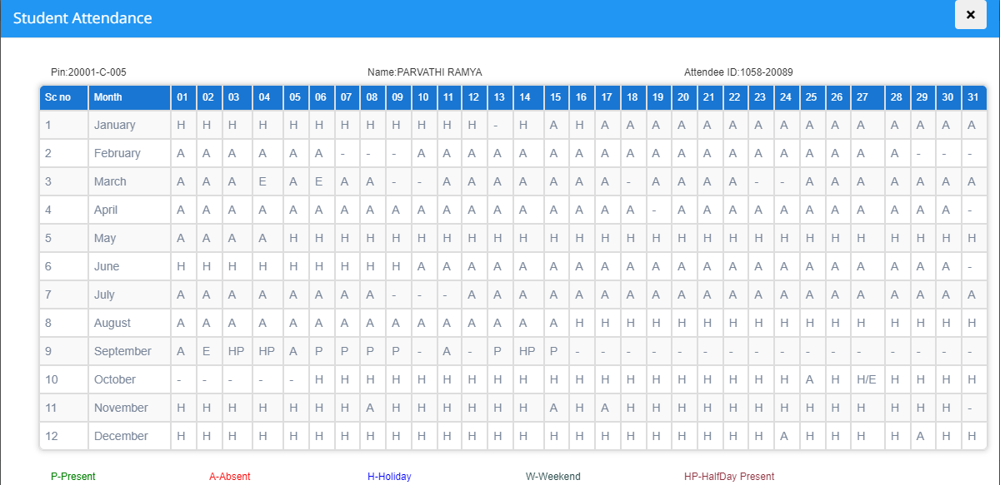 Student Attendance ×
Pin:20001-C-005 Name:PARVATHI RAMYA Attendee ID:1058-20089
Sc no Month 01 02 03 04 05 06 07 08 09 10 11 12 13 14 15 16 17 18 19 20 21 22 23 24 25 26 27 28 29 30 31
1 January H H H H H H H H H H H H - H A H A A A A A A A A A A A A A A A
2 February A A A A A A - - - A A A A A A A A A A A A A A A A A A A - - -
3 March A A A E A E A A - - A A A A A A A - A A A A - - A A A A A A A
4 April A A A A A A A A A A A A A A A A A A - A A A A A A A A A A A -
5 May A A A A H H H H H H H H H H H H H H H H H H H H H H H H H H H
6 June H H H H H H H H H A A A A A A A A A A A A A A A A A A A A A -
7 July A A A A A A A A - - - A A A A A A A A A A A A A A A A A A A A
8 August A A A A A A A A A A A A A A A H H H H H H H H H H H H H H H H
9 September A E HP HP A P P P P - A - P HP P - - - - - - - - - - - - - - - -
10 October - - - - - H H H H H H H H H H H H H H H H H H H A H H/E H H H H
11 November H H H H H H H A H H H H H H A H A H H H H H H H H H H H H H -
12 December H H H H H H H H H H H H H H H H H H H H H H H A H H H H A H H
P-Present A-Absent H-Holiday W-Weekend HP-HalfDay Present